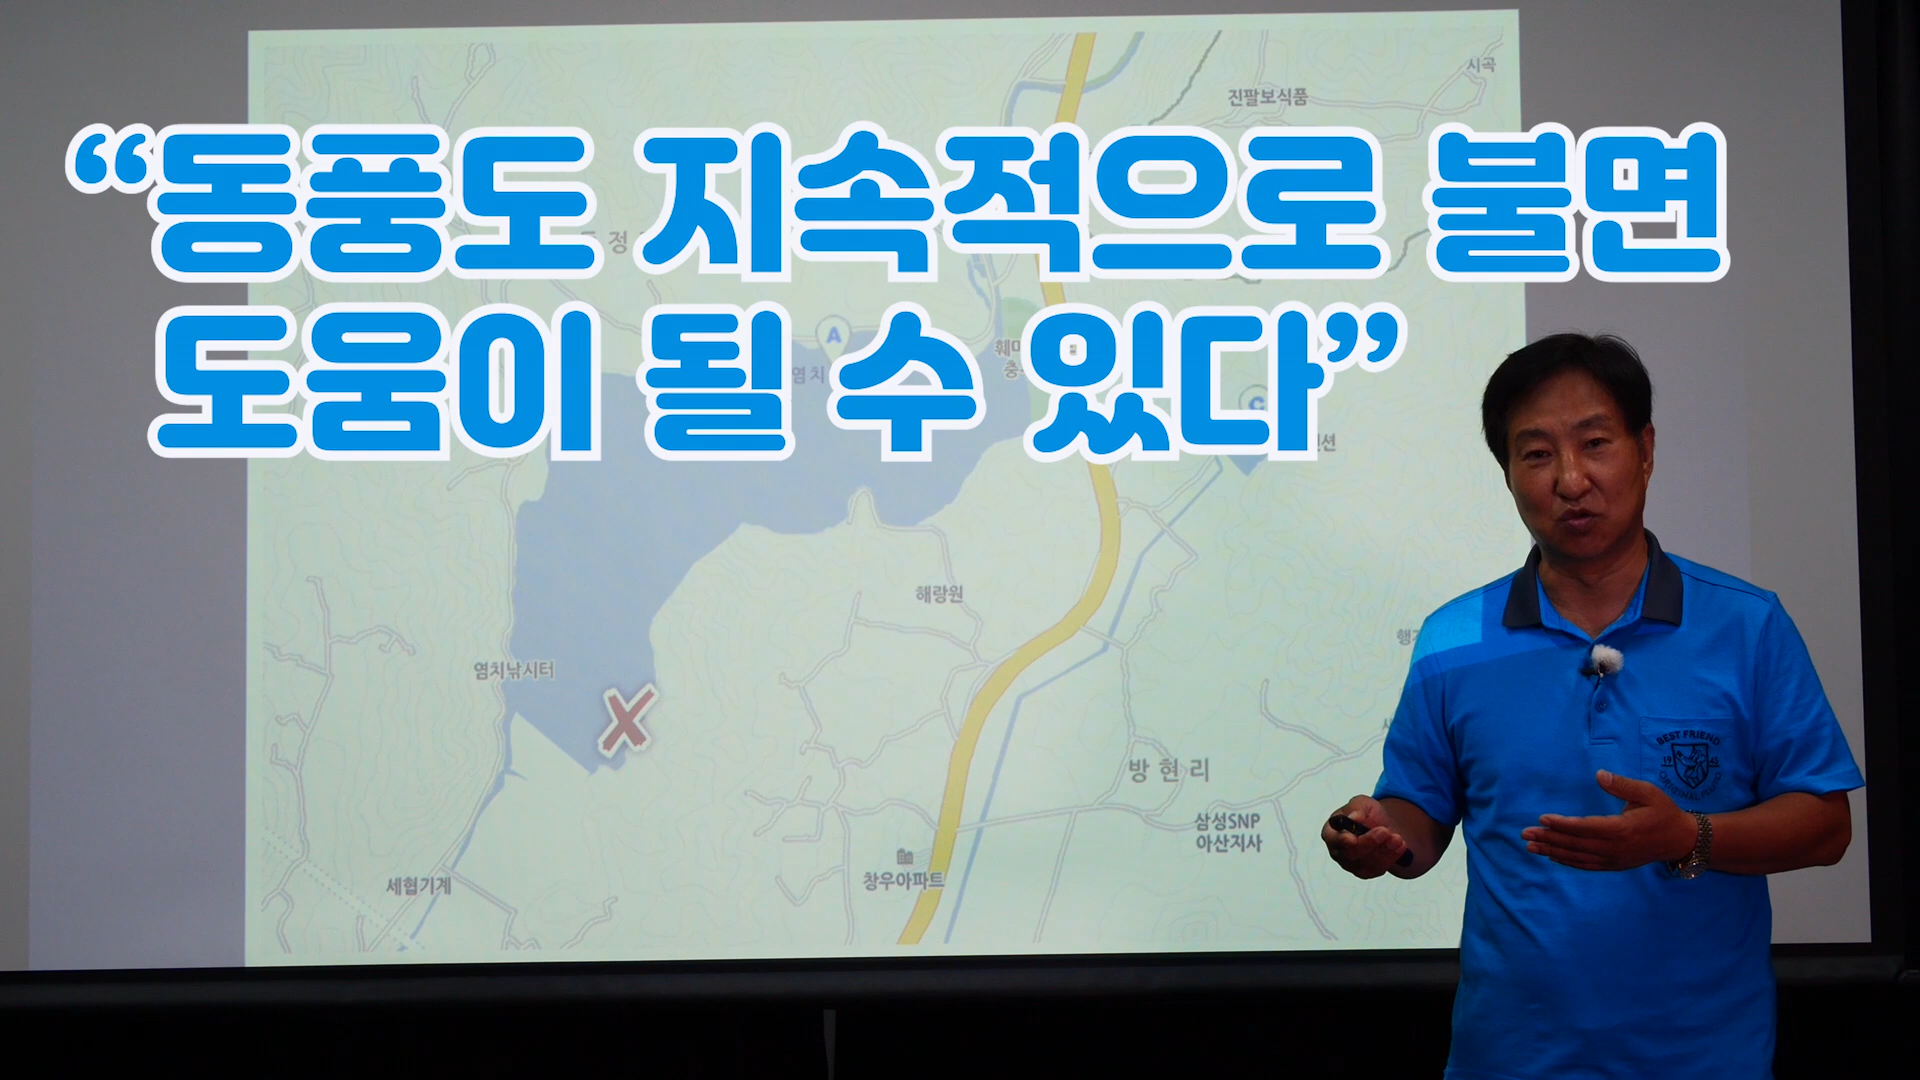 시곡
진팔보식품
“동풍도 지속적으로 불면
도움이 될 수 있다”
A
C
해랑원
염치낚시터
방현리
삼성SNP
아산지사
창우아파트
세협기계
BEST FRIEND
19 43